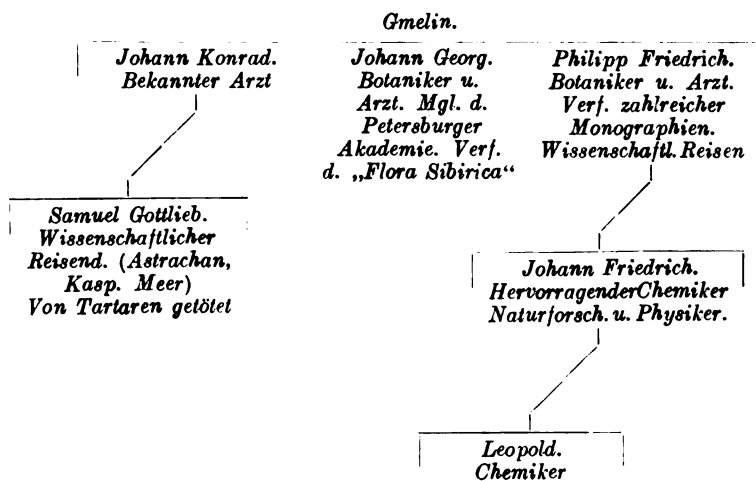 Gmelin.
Johann Konrad.
Bekannter Arzt
Johann Georg.
Botaniker u.
Arzt. Mgl. d.
Petersburger
Akademie. Verf.
d. „Flora Sibirica“
Philipp Friedrich.
Botaniker u. Arzt.
Verf. zahlreicher
Monographien.
Wissenschaftl. Reisen
Samuel Gottlieb.
Wissenschaftlicher
Reisend. (Astrachan,
Kasp. Meer)
Von Tartaren getötet
Johann Friedrich.
Hervorragender Chemiker
Naturforsch. u. Physiker.
Leopold.
Chemiker